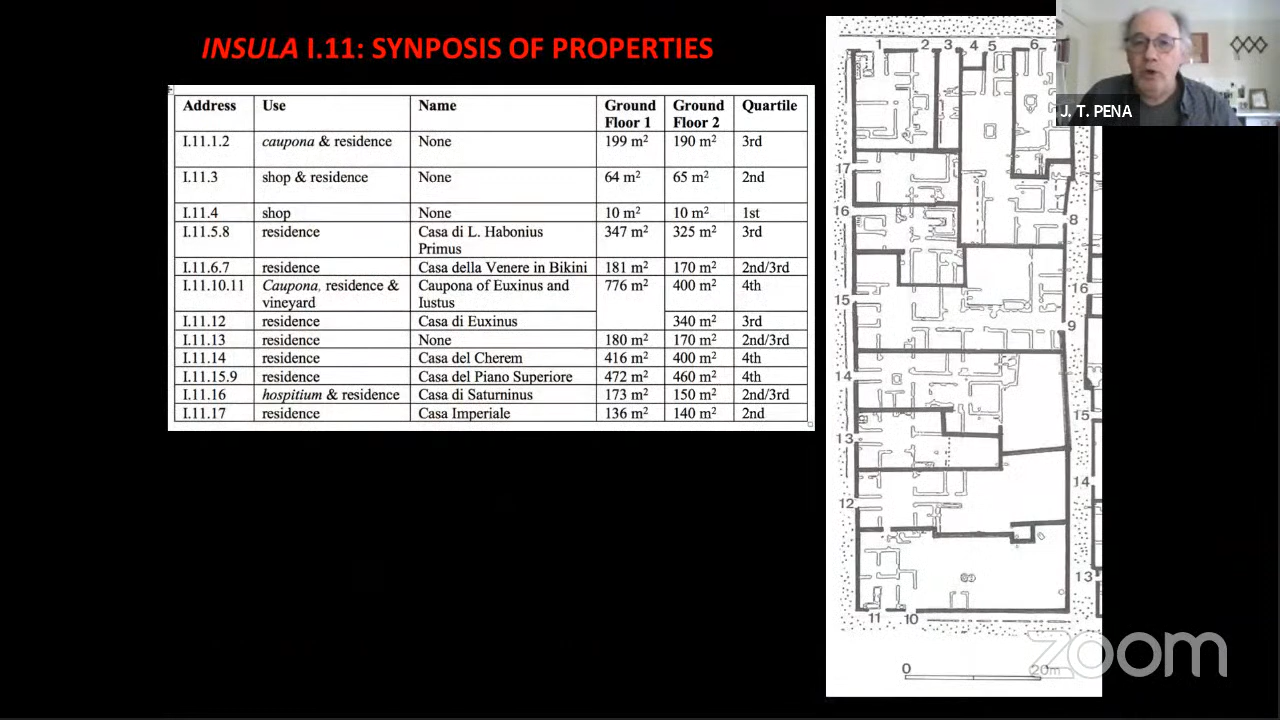 INSULA I.11: SYNPOSIS OF PROPERTIES
Address Use Name Ground Floor 1 Ground Floor 2 Quartile
I.11.1.2 caupona & residence None 199 m² 190 m² 3rd
I.11.3 shop & residence None 64 m² 65 m² 2nd
I.11.4 shop None 10 m² 10 m² 1st
I.11.5.8 residence Casa di L. Habonius Primus 347 m² 325 m² 3rd
I.11.6.7 residence Casa della Venere in Bikini 181 m² 170 m² 2nd/3rd
I.11.10.11 Caupona, residence & vineyard Caupona of Euxinus and Iustus 776 m² 400 m² 4th
I.11.12 residence Casa di Euxinus 340 m² 3rd
I.11.13 residence None 180 m² 170 m² 2nd/3rd
I.11.14 residence Casa del Cherem 416 m² 400 m² 4th
I.11.15.9 residence Casa del Piano Superiore 472 m² 460 m² 4th
I.11.16 hospitium & residence Casa di Saturninus 173 m² 150 m² 2nd/3rd
I.11.17 residence Casa Imperiale 136 m² 140 m² 2nd
1 2 3 4 5 6 7
J. T. PENA
17
16
8
16
15
9
14
15
13
14
12
13
11 10
0 20m
zoom